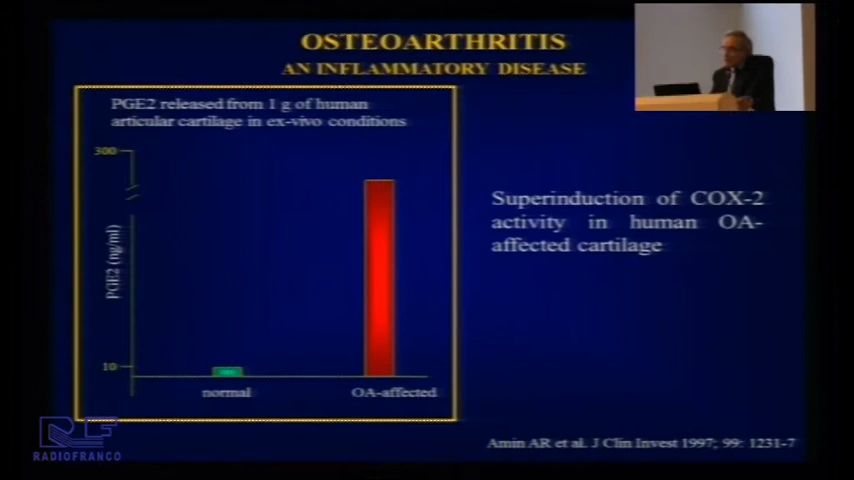 OSTEOARTHRITIS
AN INFLAMMATORY DISEASE
PGE2 released from 1 g of human
articular cartilage in ex-vivo conditions
300
PGE2 (ng/ml)
10
normal
OA-affected
Superinduction of COX-2
activity in human OA-
affected cartilage
Amin AR et al. J Clin Invest 1997; 99: 1231-7
RF
RADIOFRANCO